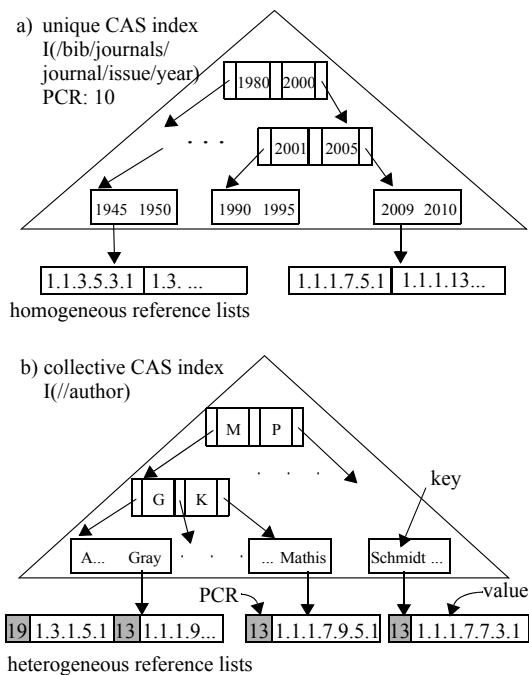 a) unique CAS index
I(/bib/journals/
journal/issue/year)
PCR: 10
1980 2000
. . .
2001 2005
1945 1950
1990 1995
2009 2010
1.1.3.5.3.1 1.3. ...
1.1.1.7.5.1 1.1.1.13...
homogeneous reference lists
b) collective CAS index
I(//author)
M P
. . .
key
G K
A... Gray
. . .
... Mathis
Schmidt ...
PCR
value
19 1.3.1.5.1 13 1.1.1.9...
13 1.1.1.7.9.5.1
13 1.1.1.7.7.3.1
heterogeneous reference lists